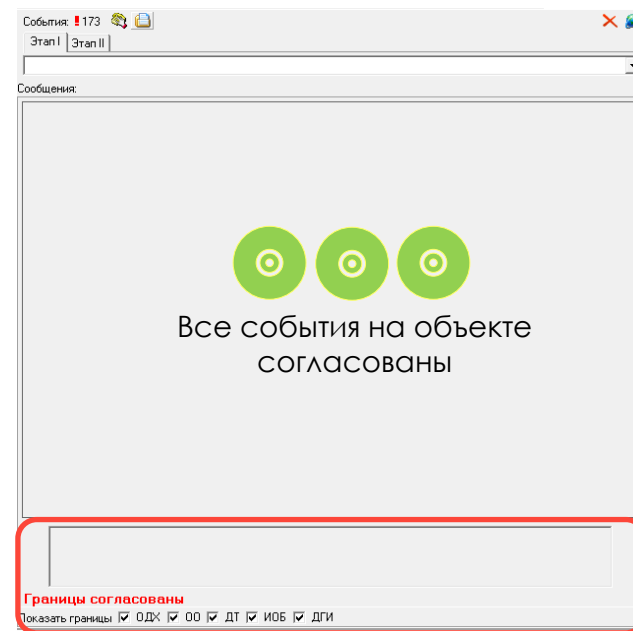 События: 173
Этап I Этап II
Сообщения:
Все события на объекте
согласованы
Границы согласованы
Показать границы ОДХ ОО ДТ ИОБ ДГИ